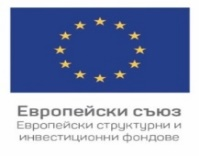 Европейски съюз
Европейски структурни и
инвестиционни фондове